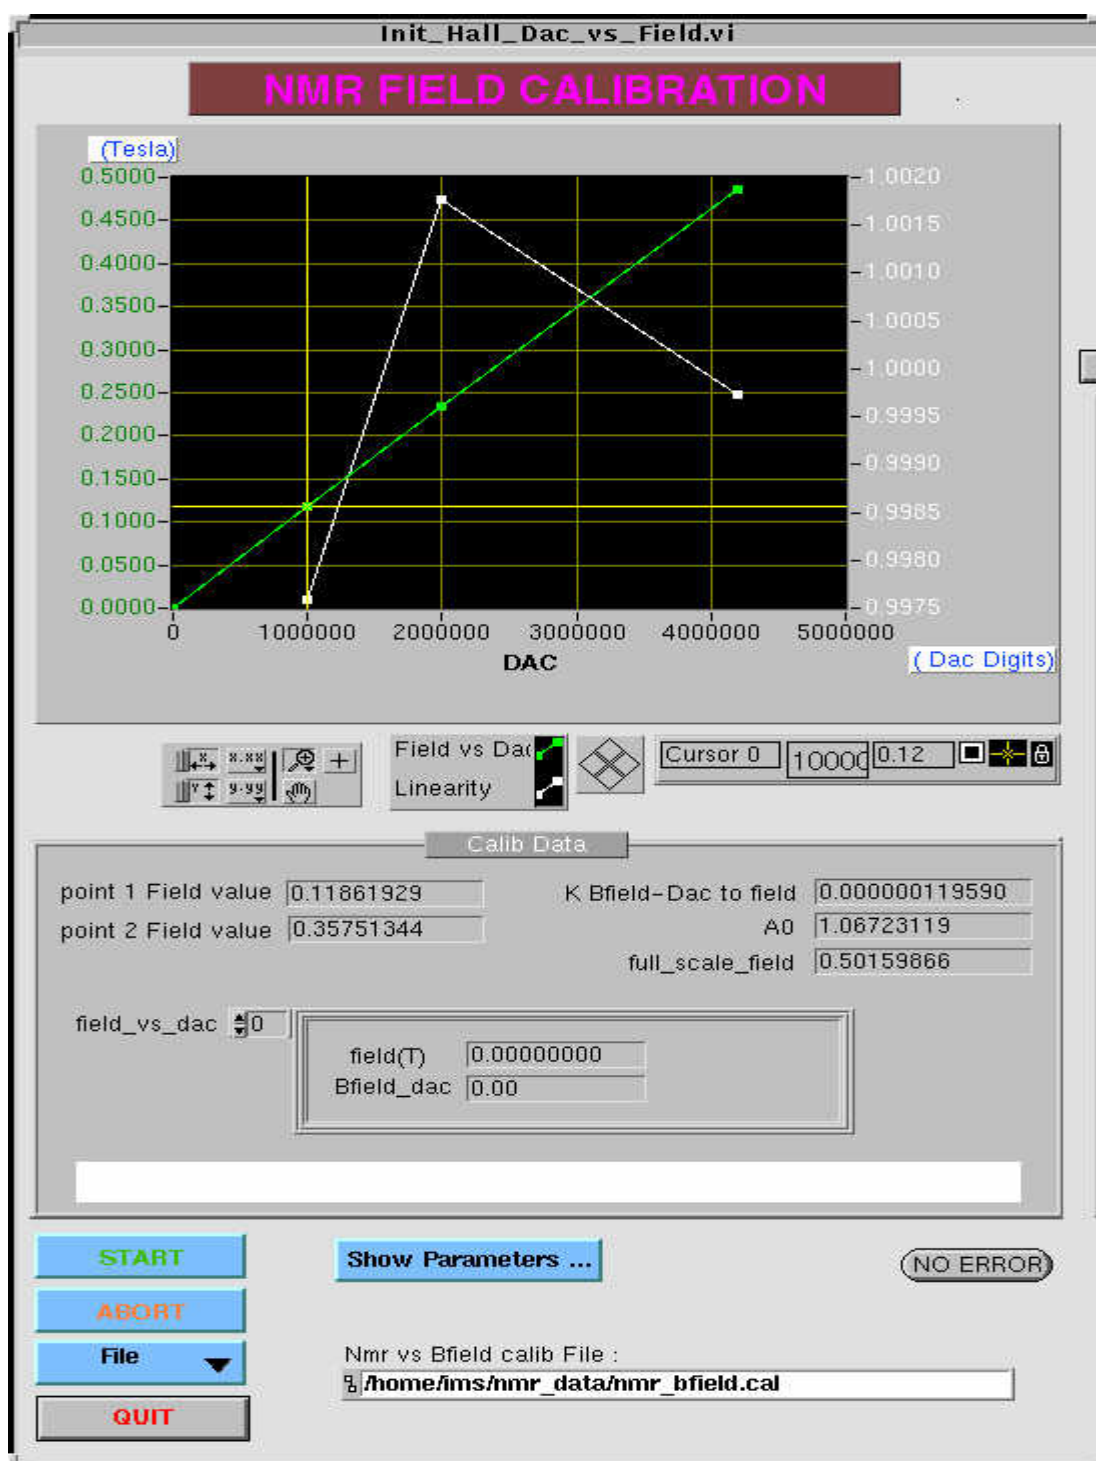 Init_Hall_Dac_vs_Field.vi
NMR FIELD CALIBRATION
(Tesla)
0.5000
0.4500
0.4000
0.3500
0.3000
0.2500
0.2000
0.1500
0.1000
0.0500
0.0000
1.0020
1.0015
1.0010
1.0005
1.0000
0.9995
0.9990
0.9985
0.9980
0.9975
0 1000000 2000000 3000000 4000000 5000000
DAC
( Dac Digits)
Field vs Dac
Linearity
Cursor 0 10000 0.12
Calib Data
point 1 Field value 0.11861929
point 2 Field value 0.35751344
K Bfield-Dac to field 0.000000119590
A0 1.06723119
full_scale_field 0.50159866
field_vs_dac 0
field(T) 0.00000000
Bfield_dac 0.00
START
ABORT
File
QUIT
Show Parameters ...
NO ERROR
Nmr vs Bfield calib File :
/home/ims/nmr_data/nmr_bfield.cal